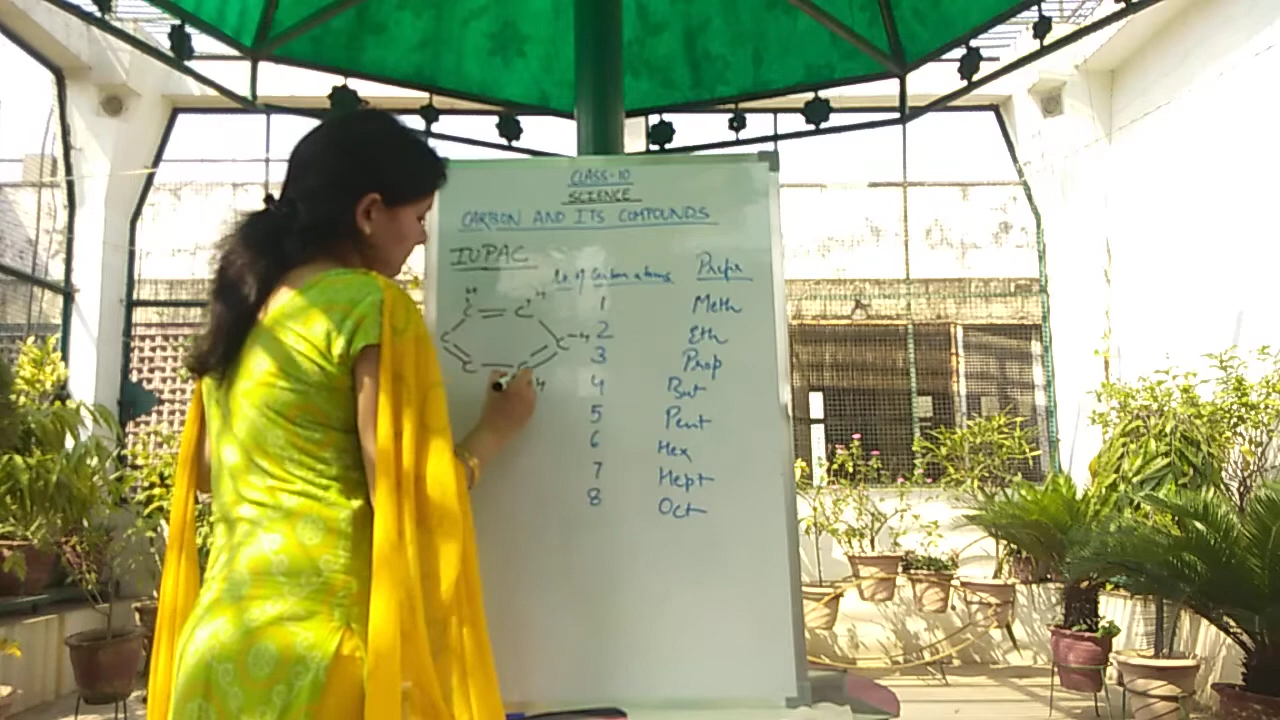 CLASS-10
SCIENCE
CARBON AND ITS COMPOUNDS
IUPAC
No. of Carbon atoms Prefix
1 Meth
2 Eth
3 Prop
4 But
5 Pent
6 Hex
7 Hept
8 Oct
H H
C C
C C-H
C H